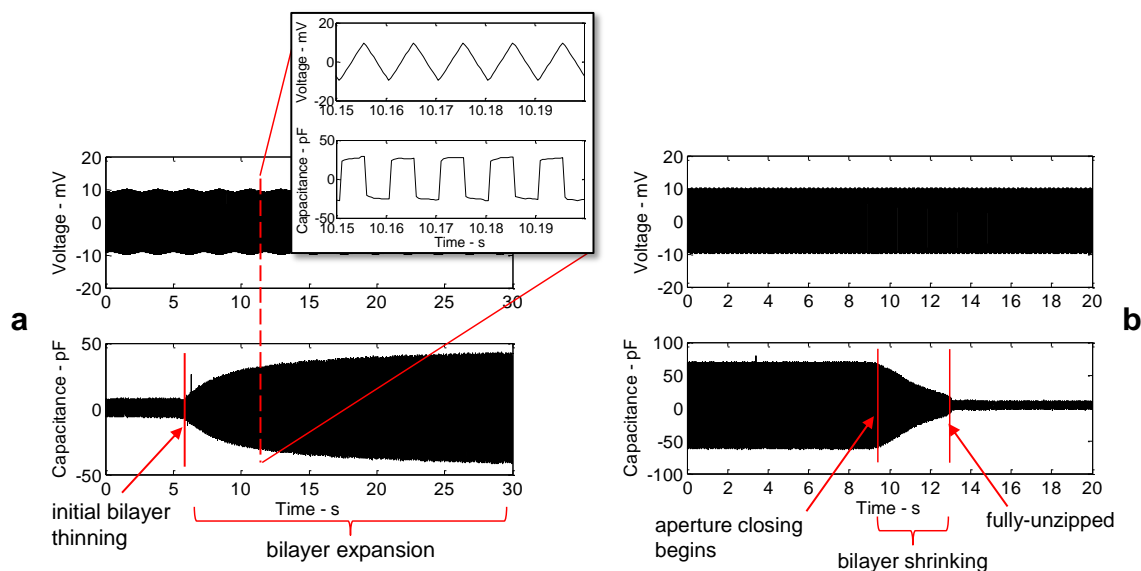 20
0
-20
Voltage - mV
10.15 10.16 10.17 10.18 10.19
50
0
-50
Capacitance - pF
10.15 10.16 10.17 10.18 10.19
Time - s
a
20
10
0
-10
-20
Voltage - mV
0 5 10 15 20 25 30
50
0
-50
Capacitance - pF
0 5 10 15 20 25 30
Time - s
initial bilayer
thinning
bilayer expansion
b
20
10
0
-10
-20
Voltage - mV
0 2 4 6 8 10 12 14 16 18 20
100
50
0
-50
-100
Capacitance - pF
0 2 4 6 8 10 12 14 16 18 20
Time - s
aperture closing
begins
bilayer shrinking
fully-unzipped